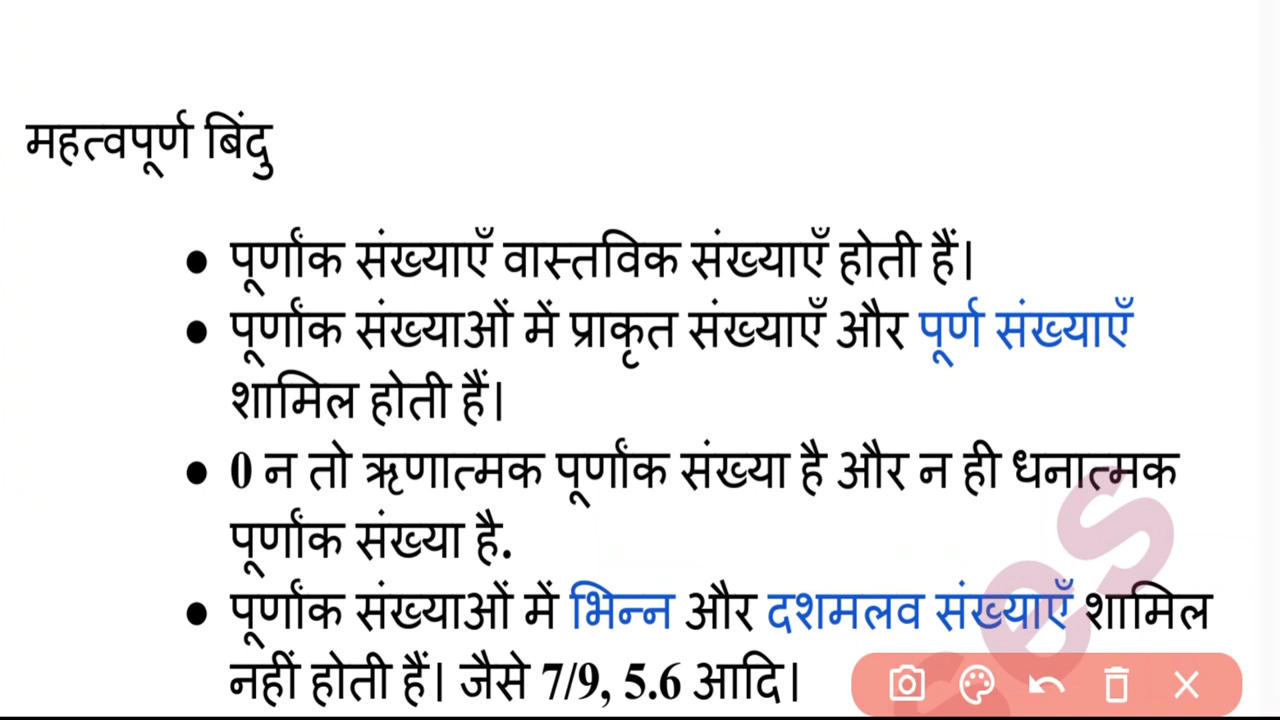 महत्वपूर्ण बिंदु
● पूर्णांक संख्याएँ वास्तविक संख्याएँ होती हैं।
● पूर्णांक संख्याओं में प्राकृत संख्याएँ और पूर्ण संख्याएँ
शामिल होती हैं।
● 0 न तो ऋणात्मक पूर्णांक संख्या है और न ही धनात्मक
पूर्णांक संख्या है.
● पूर्णांक संख्याओं में भिन्न और दशमलव संख्याएँ शामिल
नहीं होती हैं। जैसे 7/9, 5.6 आदि।